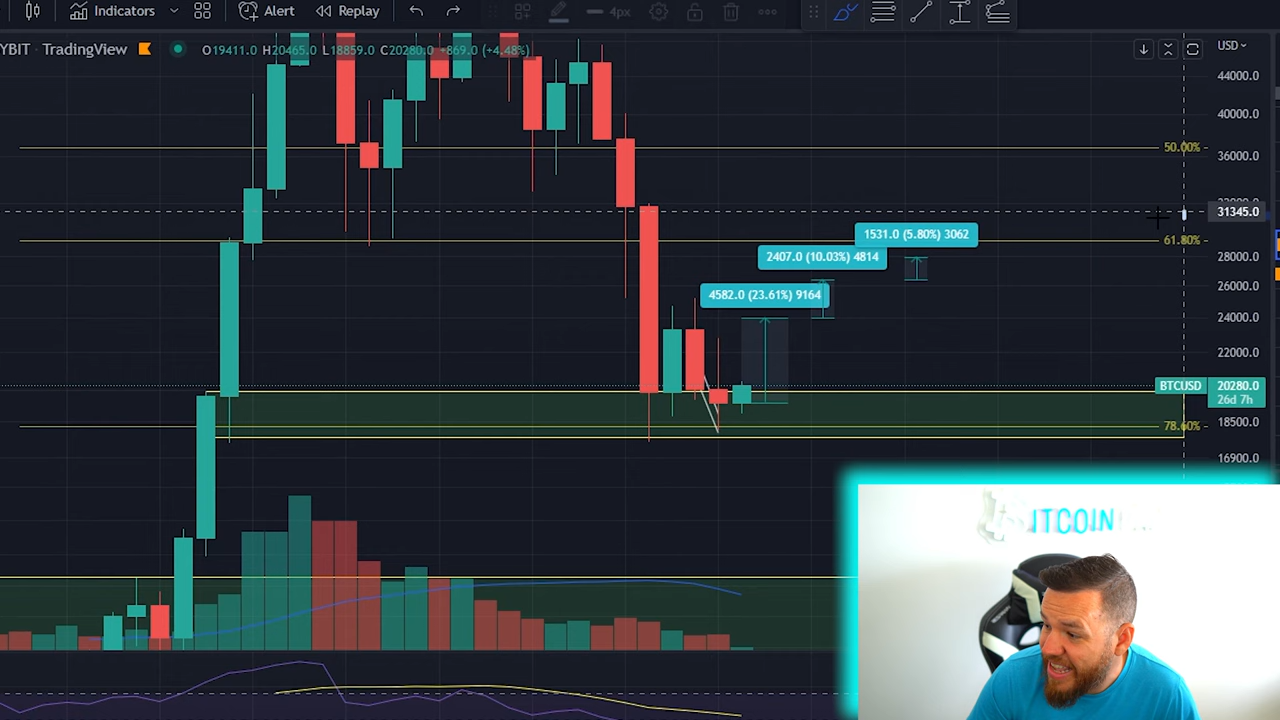 Indicators Alert Replay 4px
YBIT · TradingView O19411.0 H20465.0 L18859.0 C20280.0 +869.0 (+4.48%)
USD
44000.0
40000.0
36000.0
50.00%
31345.0
1531.0 (5.80%) 3062
61.80%
2407.0 (10.03%) 4814
28000.0
26000.0
4582.0 (23.61%) 9164
24000.0
22000.0
BTCUSD 20280.0
26d 7h
18500.0
78.60%
16900.0
ITCOIN